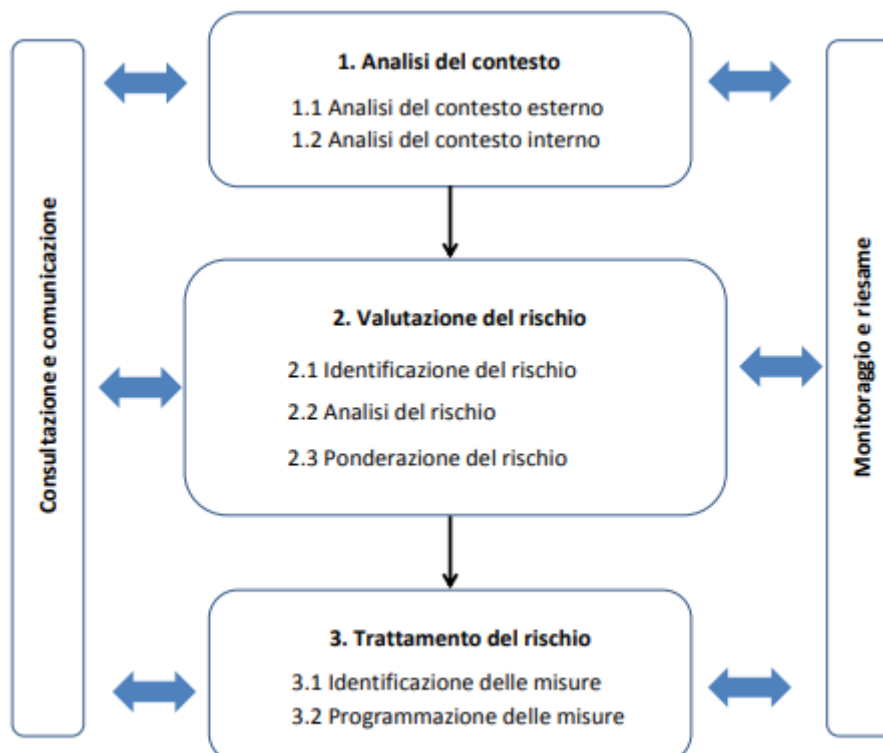 Consultazione e comunicazione
1. Analisi del contesto
1.1 Analisi del contesto esterno
1.2 Analisi del contesto interno
2. Valutazione del rischio
2.1 Identificazione del rischio
2.2 Analisi del rischio
2.3 Ponderazione del rischio
3. Trattamento del rischio
3.1 Identificazione delle misure
3.2 Programmazione delle misure
Monitoraggio e riesame